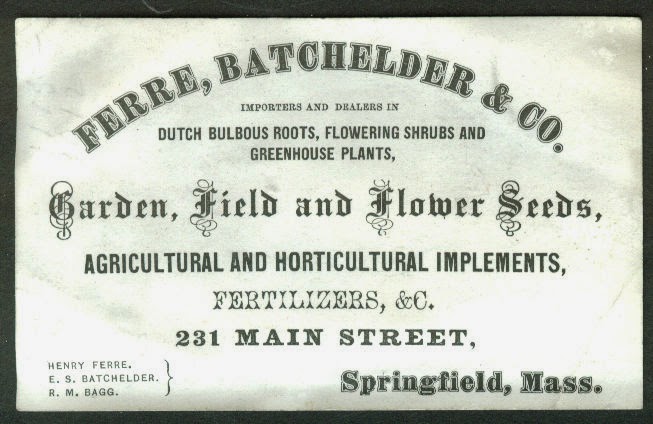 FERRE, BATCHELDER & CO.
IMPORTERS AND DEALERS IN
DUTCH BULBOUS ROOTS, FLOWERING SHRUBS AND
GREENHOUSE PLANTS,
Garden, Field and Flower Seeds,
AGRICULTURAL AND HORTICULTURAL IMPLEMENTS,
FERTILIZERS, &C.
231 MAIN STREET,
HENRY FERRE.
E. S. BATCHELDER.
R. M. BAGG.
Springfield, Mass.